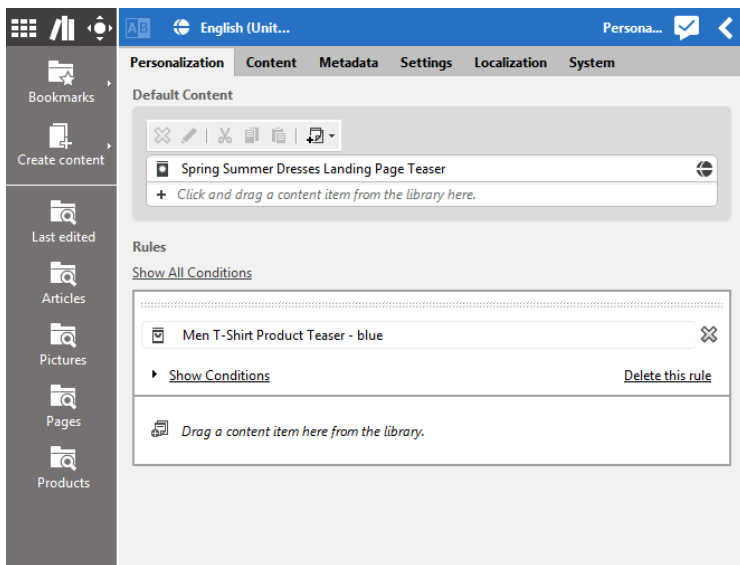 AB English (Unit... Persona...
Personalization Content Metadata Settings Localization System
Bookmarks
Create content
Last edited
Articles
Pictures
Pages
Products
Default Content
Spring Summer Dresses Landing Page Teaser
Click and drag a content item from the library here.
Rules
Show All Conditions
Men T-Shirt Product Teaser - blue
Show Conditions Delete this rule
Drag a content item here from the library.